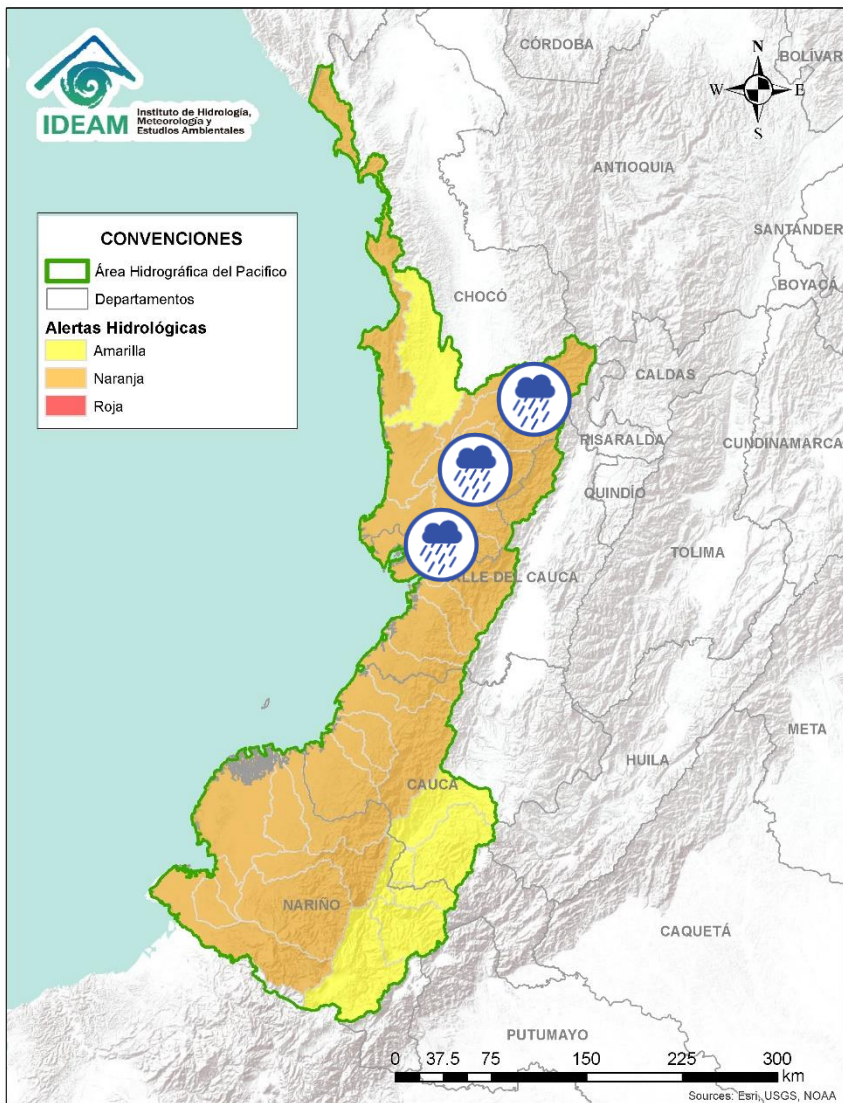 IDEAM
Instituto de Hidrología,
Meteorología y
Estudios Ambientales
CÓRDOBA
BOLÍVAR
N
W
E
S
ANTIOQUIA
SANTANDER
BOYACÁ
CONVENCIONES
Área Hidrográfica del Pacifico
Departamentos
Alertas Hidrológicas
Amarilla
Naranja
Roja
CHOCÓ
CALDAS
RISARALDA
CUNDINAMARCA
QUINDÍO
TOLIMA
ALLE DEL CAUCA
META
HUILA
CAUCA
NARIÑO
CAQUETÁ
PUTUMAYO
0 37.5 75 150 225 300
km
Sources: Esri, USGS, NOAA